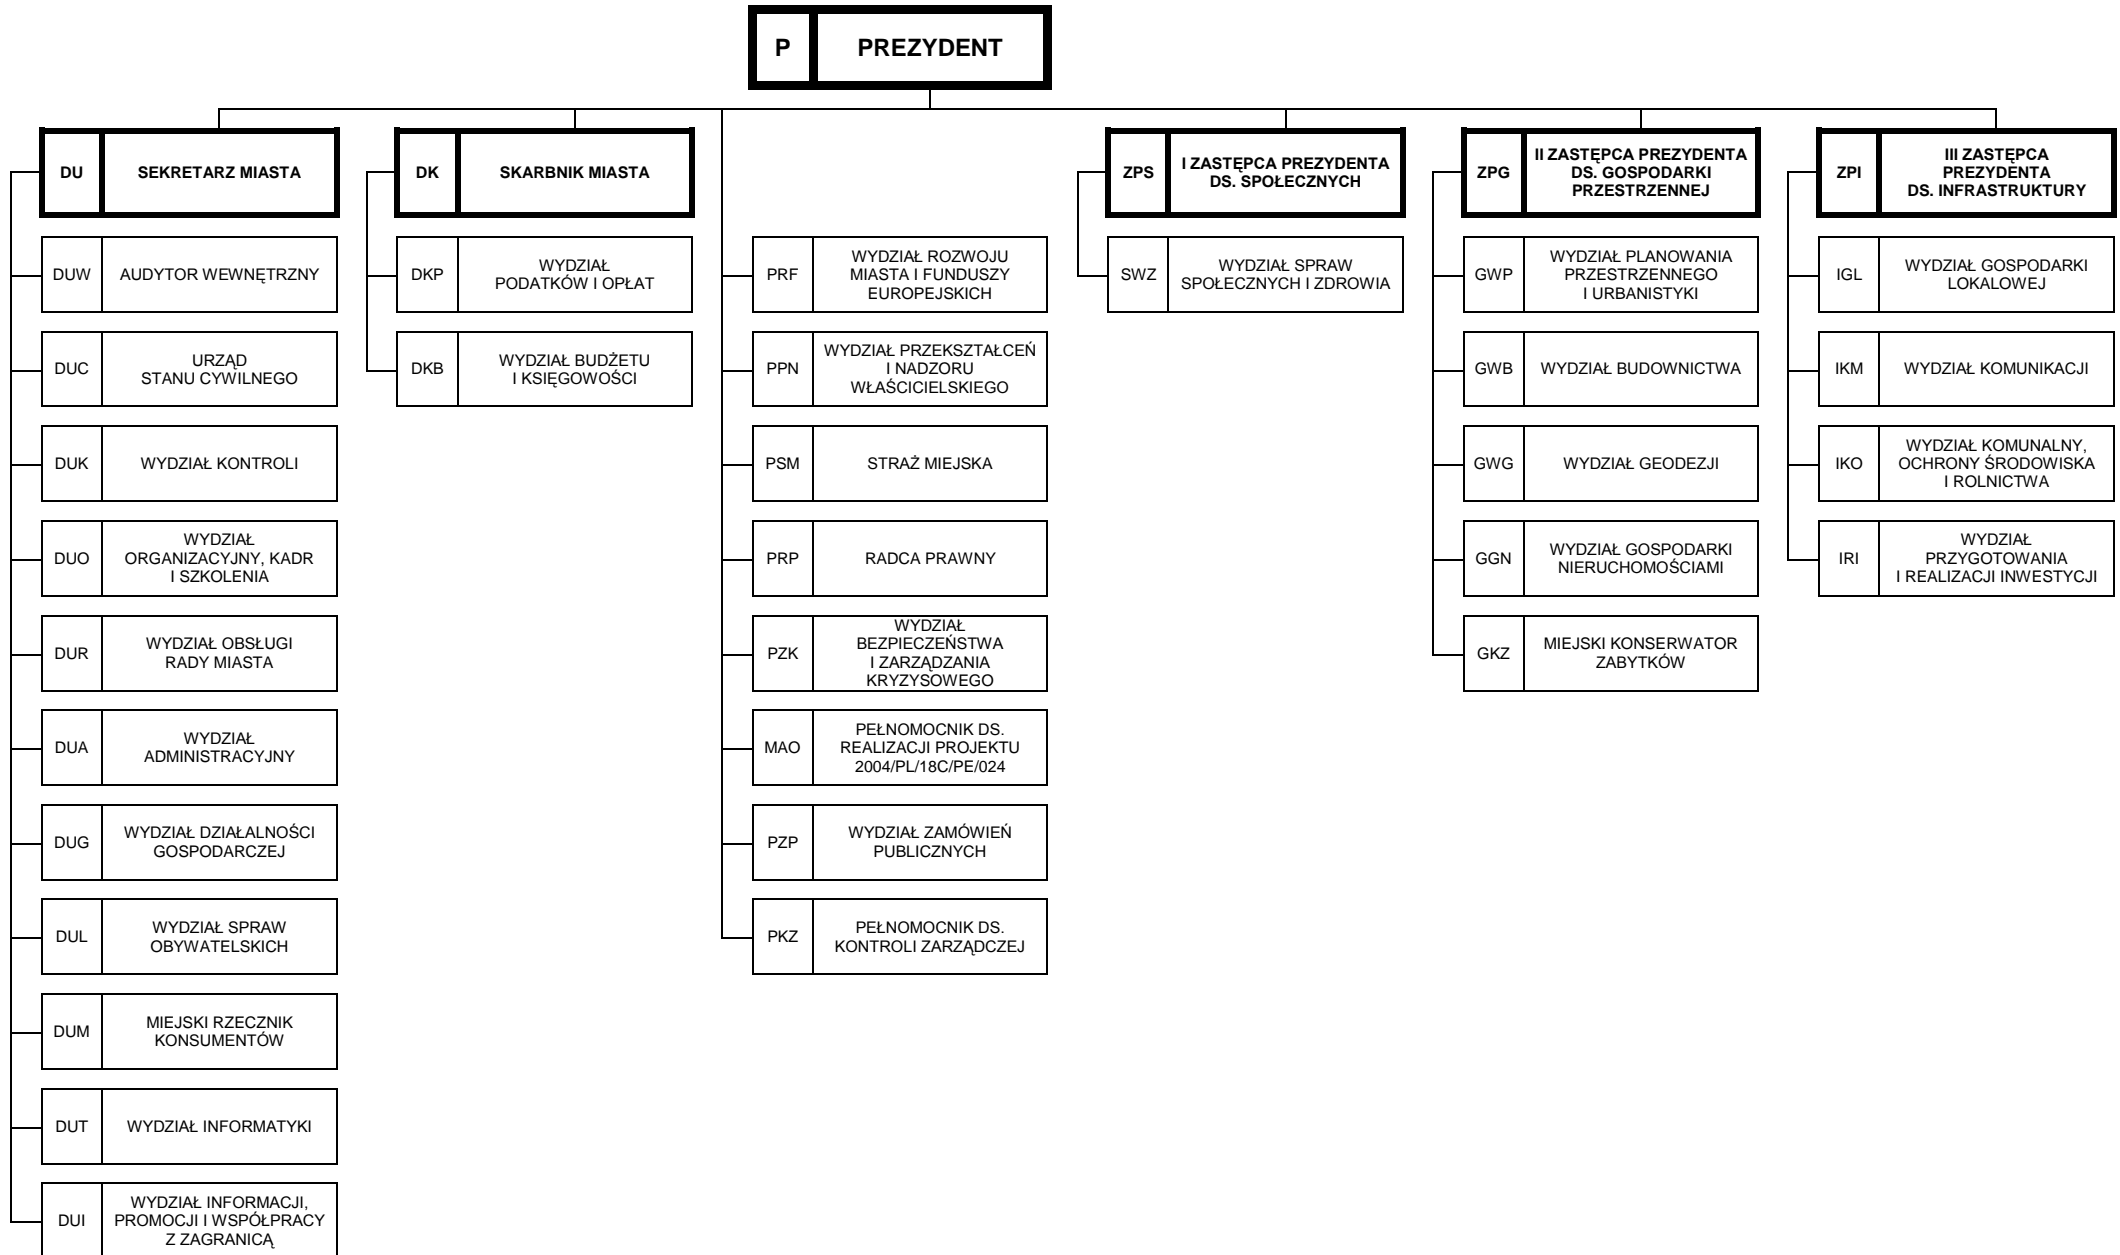 P
PREZYDENT
DU
SEKRETARZ MIASTA
DUW
AUDYTOR WEWNĘTRZNY
DUC
URZĄD
STANU CYWILNEGO
DUK
WYDZIAŁ KONTROLI
DUO
WYDZIAŁ
ORGANIZACYJNY, KADR
I SZKOLENIA
DUR
WYDZIAŁ OBSŁUGI
RADY MIASTA
DUA
WYDZIAŁ
ADMINISTRACYJNY
DUG
WYDZIAŁ DZIAŁALNOŚCI
GOSPODARCZEJ
DUL
WYDZIAŁ SPRAW
OBYWATELSKICH
DUM
MIEJSKI RZECZNIK
KONSUMENTÓW
DUT
WYDZIAŁ INFORMATYKI
DUI
WYDZIAŁ INFORMACJI,
PROMOCJI I WSPÓŁPRACY
Z ZAGRANICĄ
DK
SKARBNIK MIASTA
DKP
WYDZIAŁ
PODATKÓW I OPŁAT
DKB
WYDZIAŁ BUDŻETU
I KSIĘGOWOŚCI
PRF
WYDZIAŁ ROZWOJU
MIASTA I FUNDUSZY
EUROPEJSKICH
PPN
WYDZIAŁ PRZEKSZTAŁCEŃ
I NADZORU
WŁAŚCICIELSKIEGO
PSM
STRAŻ MIEJSKA
PRP
RADCA PRAWNY
PZK
WYDZIAŁ
BEZPIECZEŃSTWA
I ZARZĄDZANIA
KRYZYSOWEGO
MAO
PEŁNOMOCNIK DS.
REALIZACJI PROJEKTU
2004/PL/18C/PE/024
PZP
WYDZIAŁ ZAMÓWIEŃ
PUBLICZNYCH
PKZ
PEŁNOMOCNIK DS.
KONTROLI ZARZĄDCZEJ
ZPS
I ZASTĘPCA PREZYDENTA
DS. SPOŁECZNYCH
SWZ
WYDZIAŁ SPRAW
SPOŁECZNYCH I ZDROWIA
ZPG
II ZASTĘPCA PREZYDENTA
DS. GOSPODARKI
PRZESTRZENNEJ
GWP
WYDZIAŁ PLANOWANIA
PRZESTRZENNEGO
I URBANISTYKI
GWB
WYDZIAŁ BUDOWNICTWA
GWG
WYDZIAŁ GEODEZJI
GGN
WYDZIAŁ GOSPODARKI
NIERUCHOMOŚCIAMI
GKZ
MIEJSKI KONSERWATOR
ZABYTKÓW
ZPI
III ZASTĘPCA
PREZYDENTA
DS. INFRASTRUKTURY
IGL
WYDZIAŁ GOSPODARKI
LOKALOWEJ
IKM
WYDZIAŁ KOMUNIKACJI
IKO
WYDZIAŁ KOMUNALNY,
OCHRONY ŚRODOWISKA
I ROLNICTWA
IRI
WYDZIAŁ
PRZYGOTOWANIA
I REALIZACJI INWESTYCJI